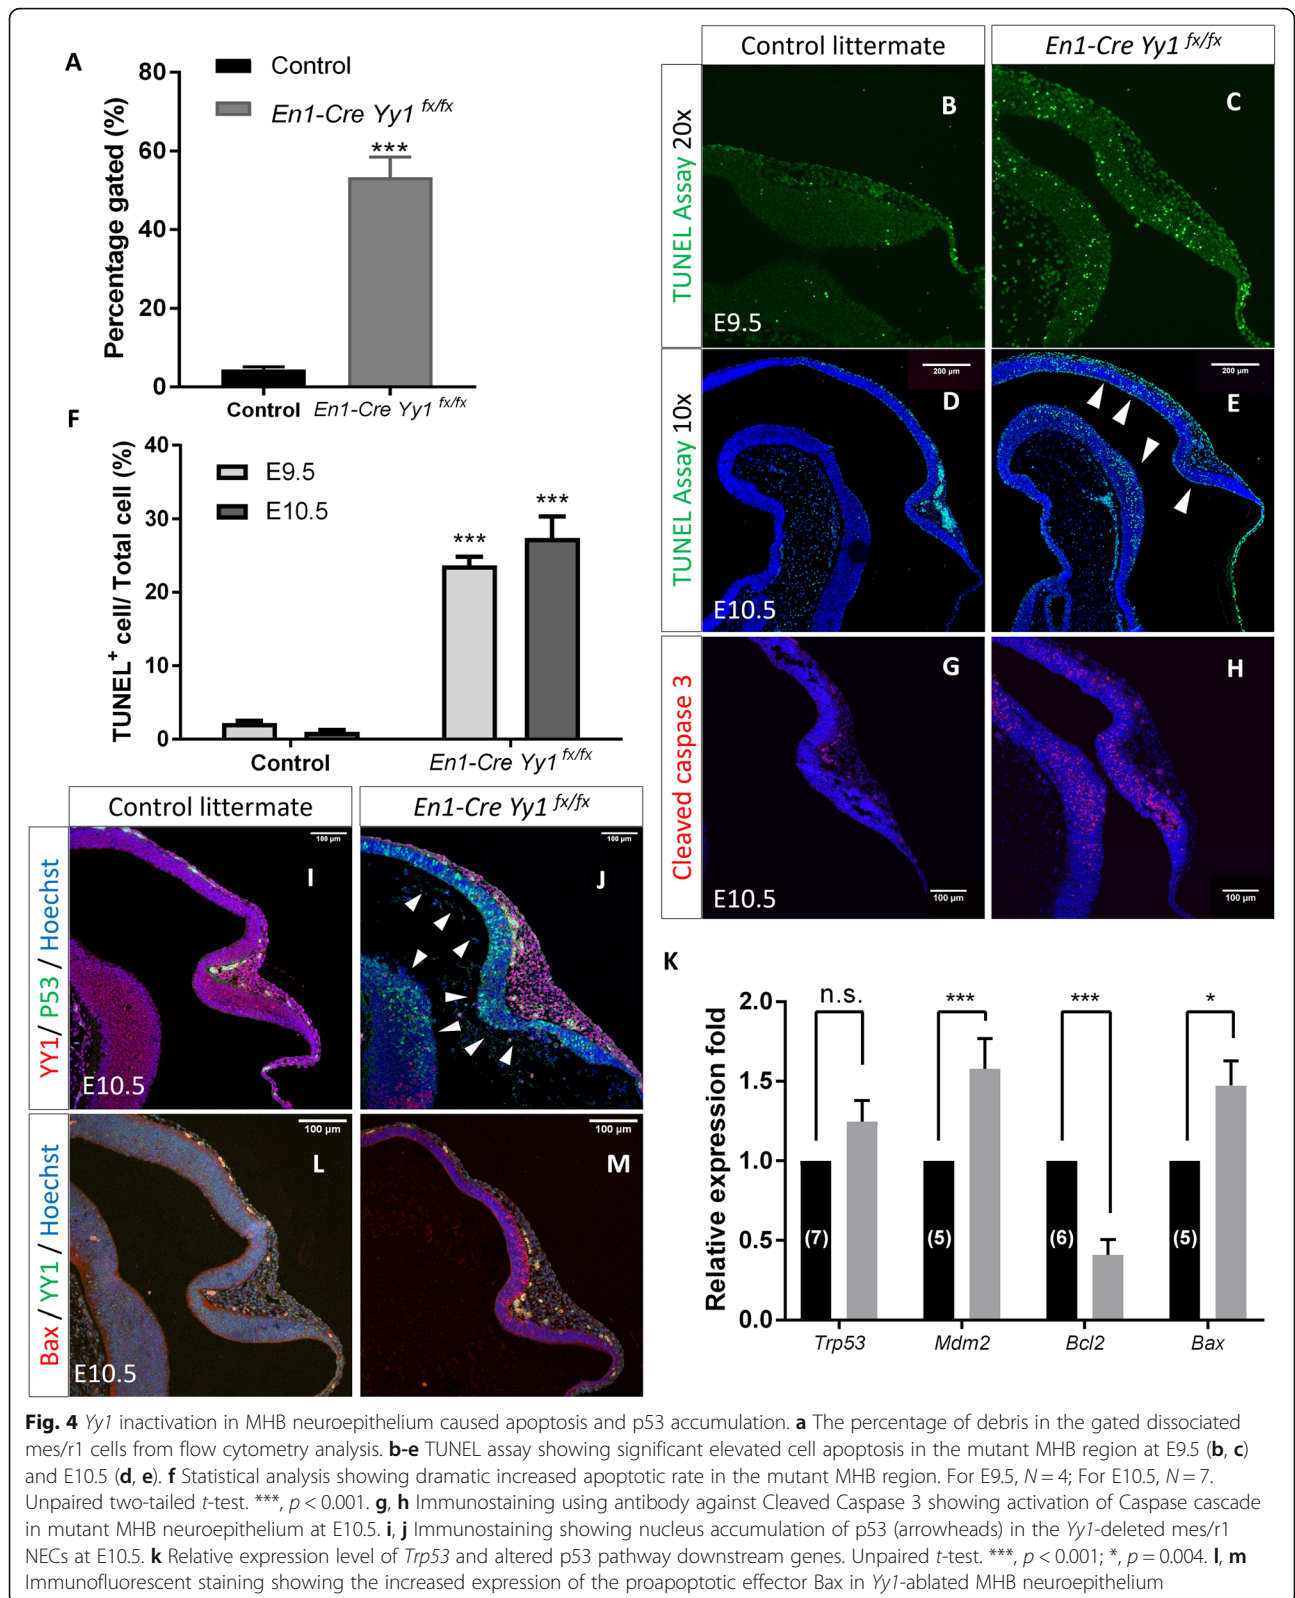 A
Control
En1-Cre Yy1 fx/fx
Percentage gated (%)
80
60
40
20
0
***
Control
En1-Cre Yy1 fx/fx
Control littermate
En1-Cre Yy1 fx/fx
TUNEL Assay 20x
B
C
E9.5
TUNEL Assay 10x
200 µm
200 µm
D
E
E10.5
Cleaved caspase 3
G
H
E10.5
100 µm
100 µm
F
TUNEL+ cell/ Total cell (%)
E9.5
E10.5
40
30
20
10
0
***
***
Control
En1-Cre Yy1 fx/fx
Control littermate
En1-Cre Yy1 fx/fx
YY1/ P53 / Hoechst
100 µm
100 µm
I
J
E10.5
Bax / YY1 / Hoechst
100 µm
100 µm
L
M
E10.5
K
Relative expression fold
2.0
1.5
1.0
0.5
0.0
n.s.
***
***
*
(7)
(5)
(6)
(5)
Trp53
Mdm2
Bcl2
Bax
Fig. 4 Yy1 inactivation in MHB neuroepithelium caused apoptosis and p53 accumulation. a The percentage of debris in the gated dissociated
mes/r1 cells from flow cytometry analysis. b-e TUNEL assay showing significant elevated cell apoptosis in the mutant MHB region at E9.5 (b, c)
and E10.5 (d, e). f Statistical analysis showing dramatic increased apoptotic rate in the mutant MHB region. For E9.5, N = 4; For E10.5, N = 7.
Unpaired two-tailed t-test. ***, p < 0.001. g, h Immunostaining using antibody against Cleaved Caspase 3 showing activation of Caspase cascade
in mutant MHB neuroepithelium at E10.5. i, j Immunostaining showing nucleus accumulation of p53 (arrowheads) in the Yy1-deleted mes/r1
NECs at E10.5. k Relative expression level of Trp53 and altered p53 pathway downstream genes. Unpaired t-test. ***, p < 0.001; *, p = 0.004. l, m
Immunofluorescent staining showing the increased expression of the proapoptotic effector Bax in Yy1-ablated MHB neuroepithelium